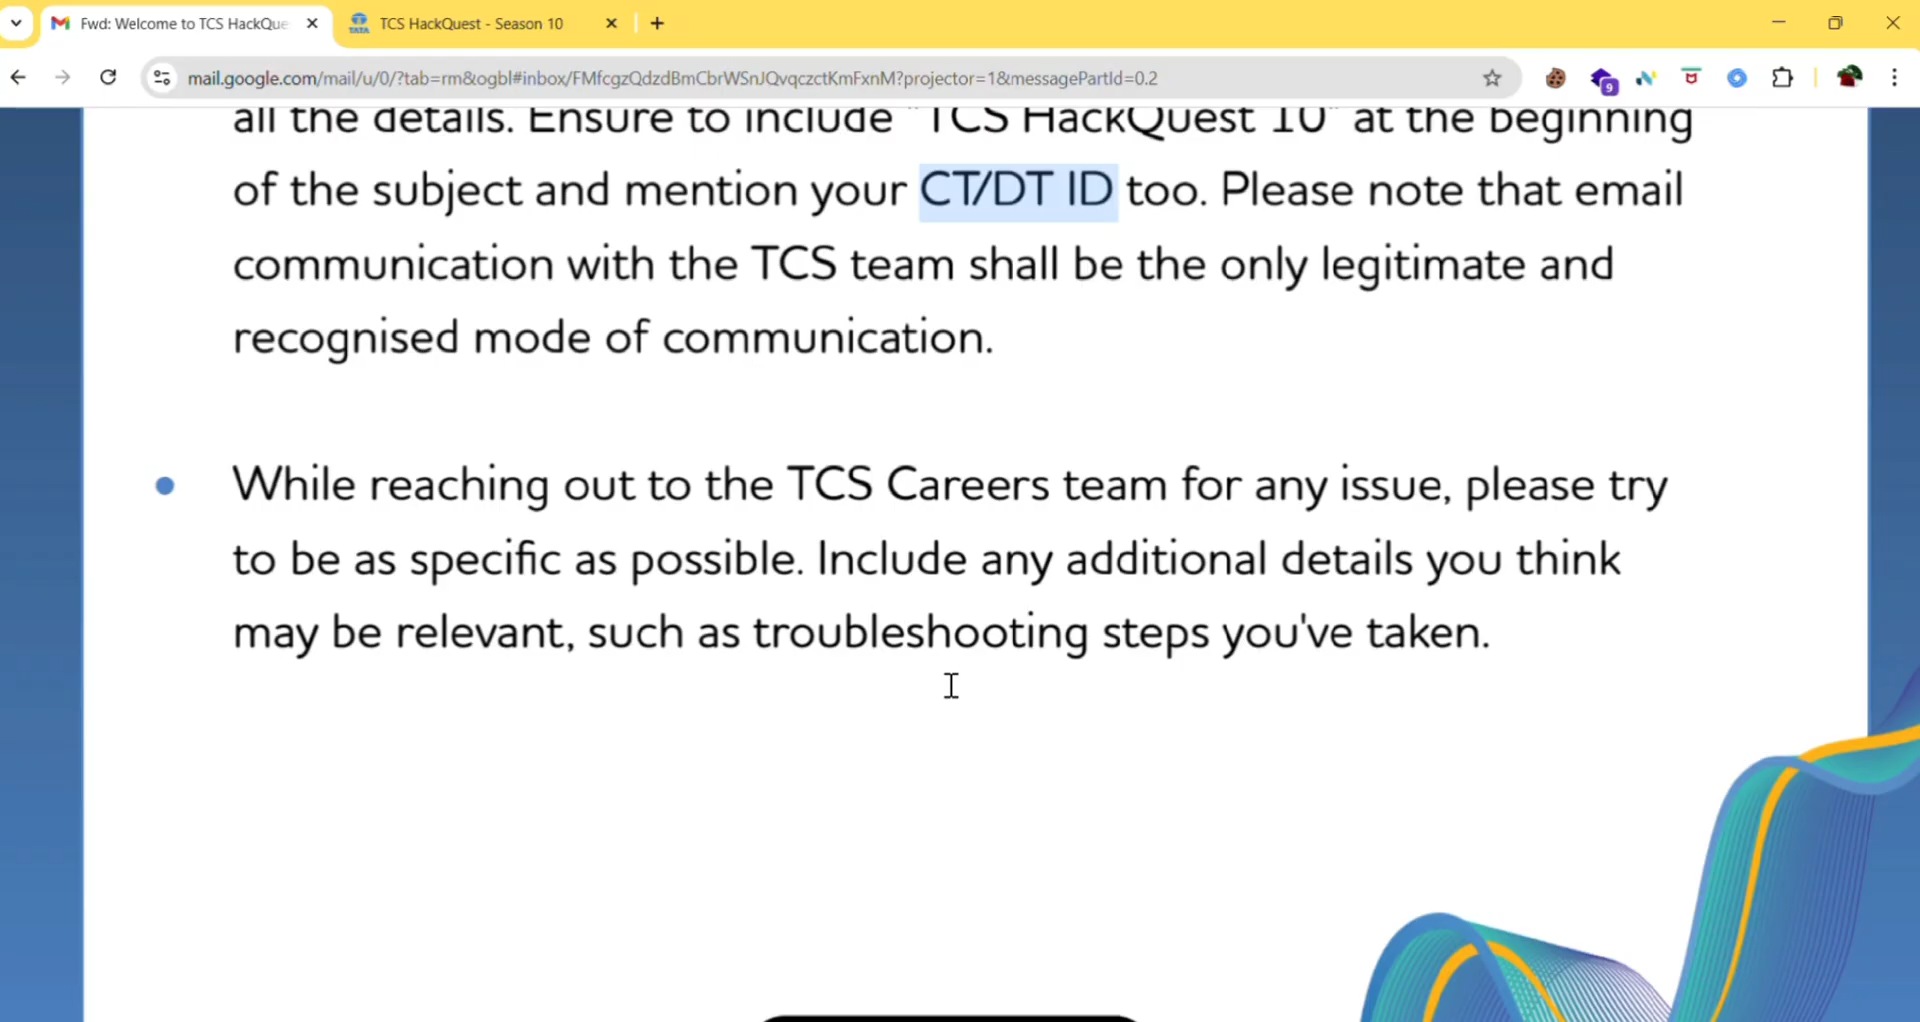 Fwd: Welcome to TCS HackQue
TCS HackQuest - Season 10
mail.google.com/mail/u/0/?tab=rm&ogbl#inbox/FMfcgzQdzdBmCbrWSnJQvqczctKmFxnM?projector=1&messagePartId=0.2
9
all the details. Ensure to include "TCS HackQuest 10" at the beginning
of the subject and mention your CT/DT ID too. Please note that email
communication with the TCS team shall be the only legitimate and
recognised mode of communication.
• While reaching out to the TCS Careers team for any issue, please try
to be as specific as possible. Include any additional details you think
may be relevant, such as troubleshooting steps you've taken.